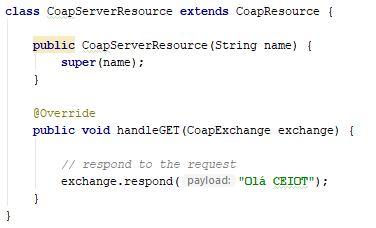 class CoapServerResource extends CoapResource {
public CoapServerResource(String name) {
super(name);
}
@Override
public void handleGET(CoapExchange exchange) {
// respond to the request
exchange.respond( payload: "Olá CEIOT");
}
}